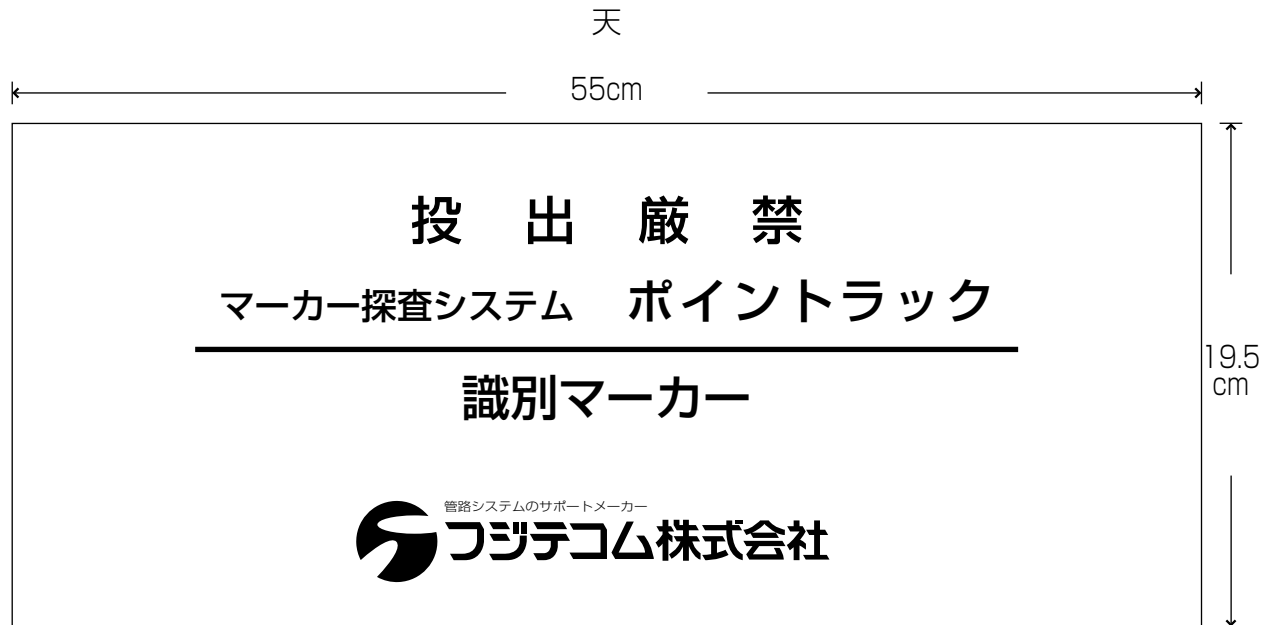 天
55cm
投 出 厳 禁
マーカー探査システム ポイントラック
19.5
cm
識別マーカー
管路システムのサポートメーカー
フジテコム株式会社